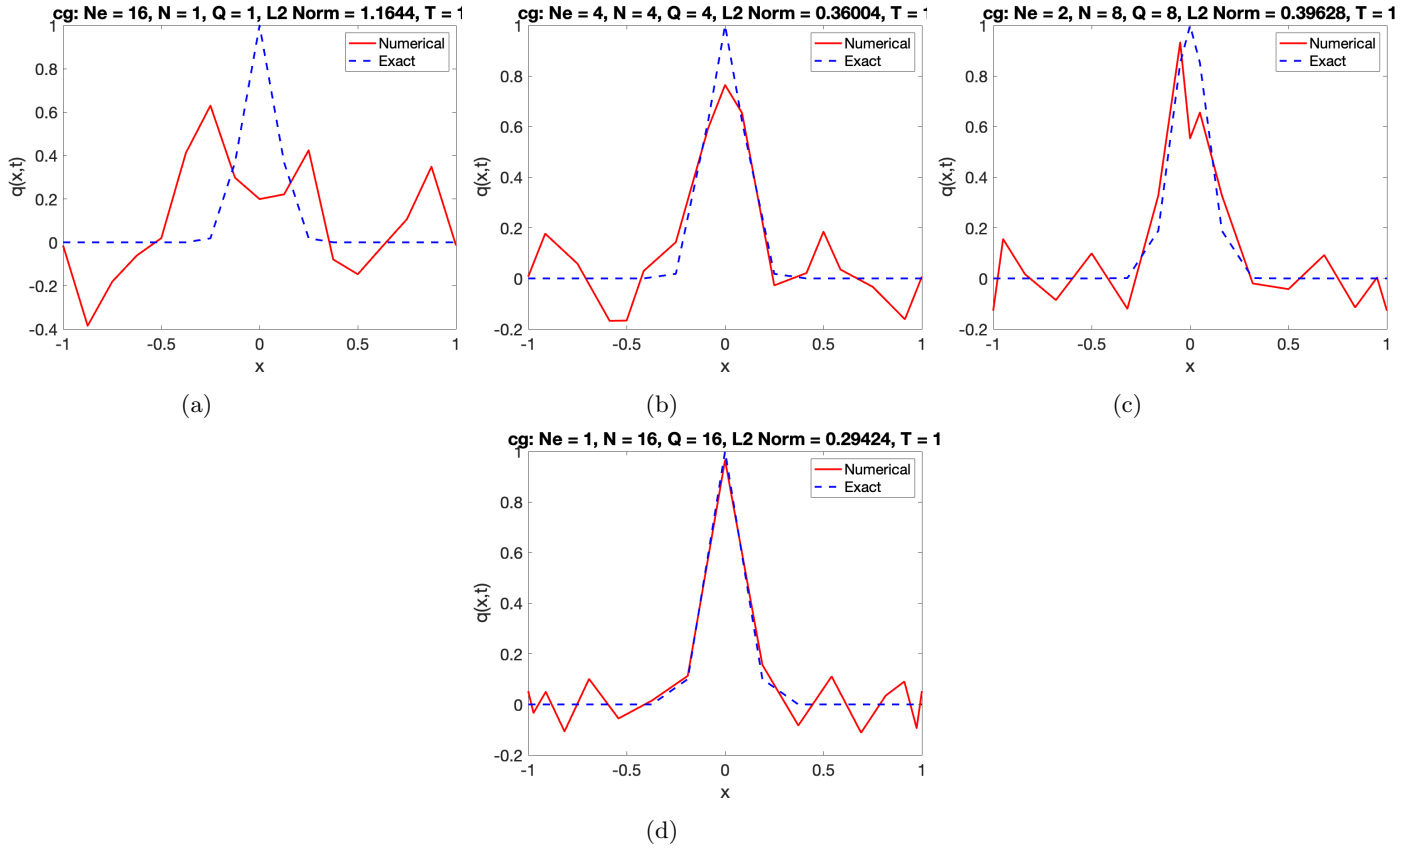 cg: Ne = 16, N = 1, Q = 1, L2 Norm = 1.1644, T = 1
1
0.8
0.6
0.4
0.2
0
-0.2
-0.4
q(x,t)
-1
-0.5
0
0.5
1
x
Numerical
Exact
(a)
cg: Ne = 4, N = 4, Q = 4, L2 Norm = 0.36004, T = 1
1
0.8
0.6
0.4
0.2
0
-0.2
q(x,t)
-1
-0.5
0
0.5
1
x
Numerical
Exact
(b)
cg: Ne = 2, N = 8, Q = 8, L2 Norm = 0.39628, T = 1
1
0.8
0.6
0.4
0.2
0
-0.2
q(x,t)
-1
-0.5
0
0.5
1
x
Numerical
Exact
(c)
cg: Ne = 1, N = 16, Q = 16, L2 Norm = 0.29424, T = 1
1
0.8
0.6
0.4
0.2
0
-0.2
q(x,t)
-1
-0.5
0
0.5
1
x
Numerical
Exact
(d)